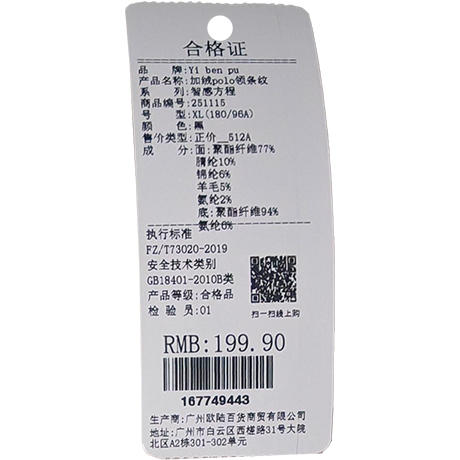 合格证
品 牌:Yi ben pu
产品名称:加绒polo领条纹
系 列:智感方程
商品编号:251115
号 型:XL(180/96A)
颜 色:黑
售价类型:正价__512A
成 分:面:聚酯纤维77%
腈纶10%
锦纶6%
羊毛5%
氨纶2%
底:聚酯纤维94%
氨纶6%
执行标准
FZ/T73020-2019
安全技术类别
GB18401-2010B类
产品等级:合格品
检 验 员:01
扫一扫线上购
RMB:199.90
167749443
生产商:广州欧陆百货商贸有限公司
地址:广州市白云区西槎路31号大院
北区A2栋301-302单元